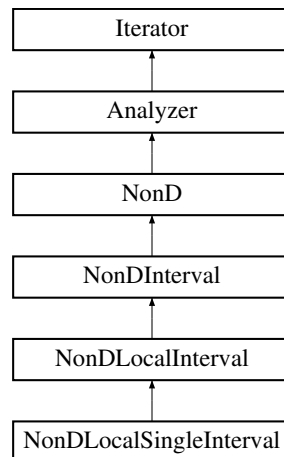 Iterator
Analyzer
NonD
NonDInterval
NonDLocalInterval
NonDLocalSingleInterval